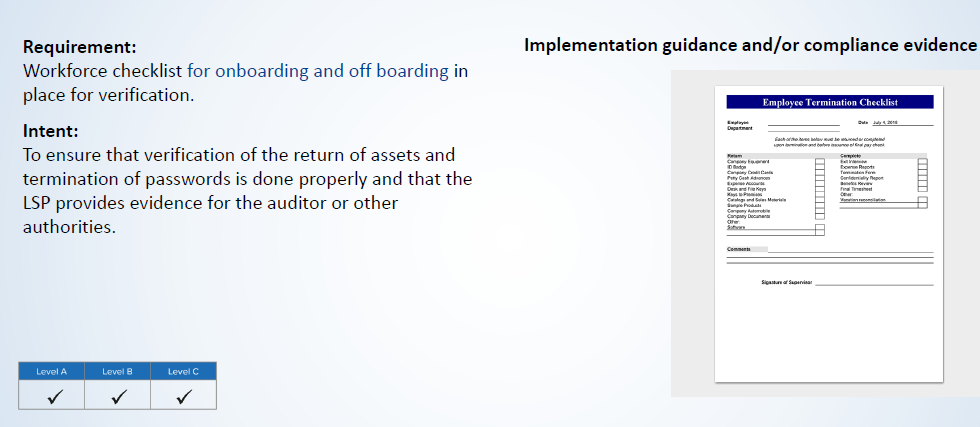 Requirement:
Workforce checklist for onboarding and off boarding in
place for verification.
Intent:
To ensure that verification of the return of assets and
termination of passwords is done properly and that the
LSP provides evidence for the auditor or other
authorities.
Level A Level B Level C
✓ ✓ ✓
Implementation guidance and/or compliance evidence
Employee Termination Checklist
Employee
Department
Date July 4, 2018
Each of the items below must be returned or completed
upon termination and before issuance of final pay check.
Return
Company Equipment
ID Badge
Company Credit Cards
Petty Cash Advances
Expense Accounts
Desk and File Keys
Keys to Premises
Catalogs and Sales Materials
Sample Products
Company Automobile
Company Documents
Other:
Software
Complete
Exit Interview
Expense Reports
Termination Form
Confidentiality Report
Benefits Review
Final Timesheet
Other:
Vacation reconciliation
Comments
Signature of Supervisor